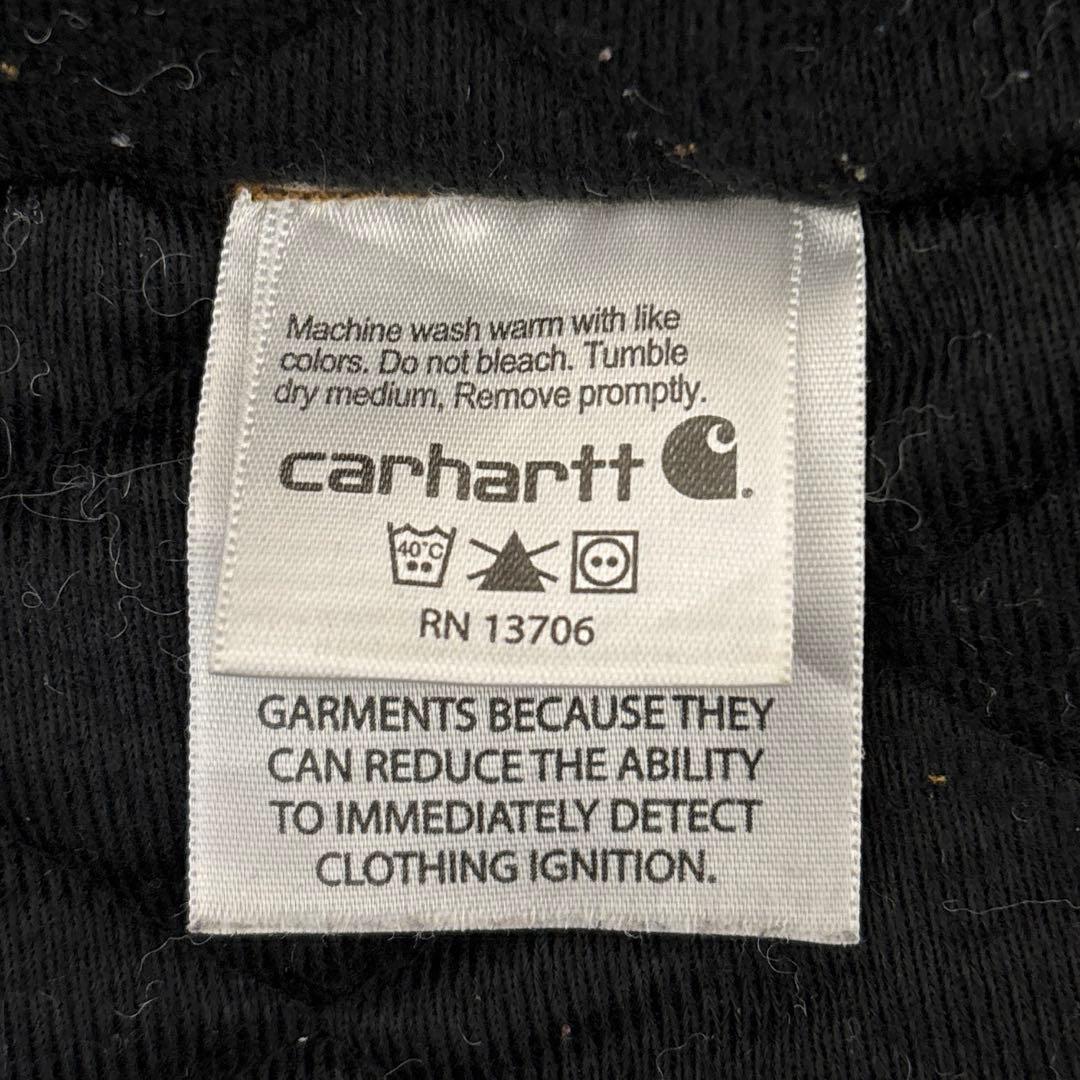 Machine wash warm with like
colors. Do not bleach. Tumble
dry medium, Remove promptly.
carhartt
40°C
RN 13706
GARMENTS BECAUSE THEY
CAN REDUCE THE ABILITY
TO IMMEDIATELY DETECT
CLOTHING IGNITION.